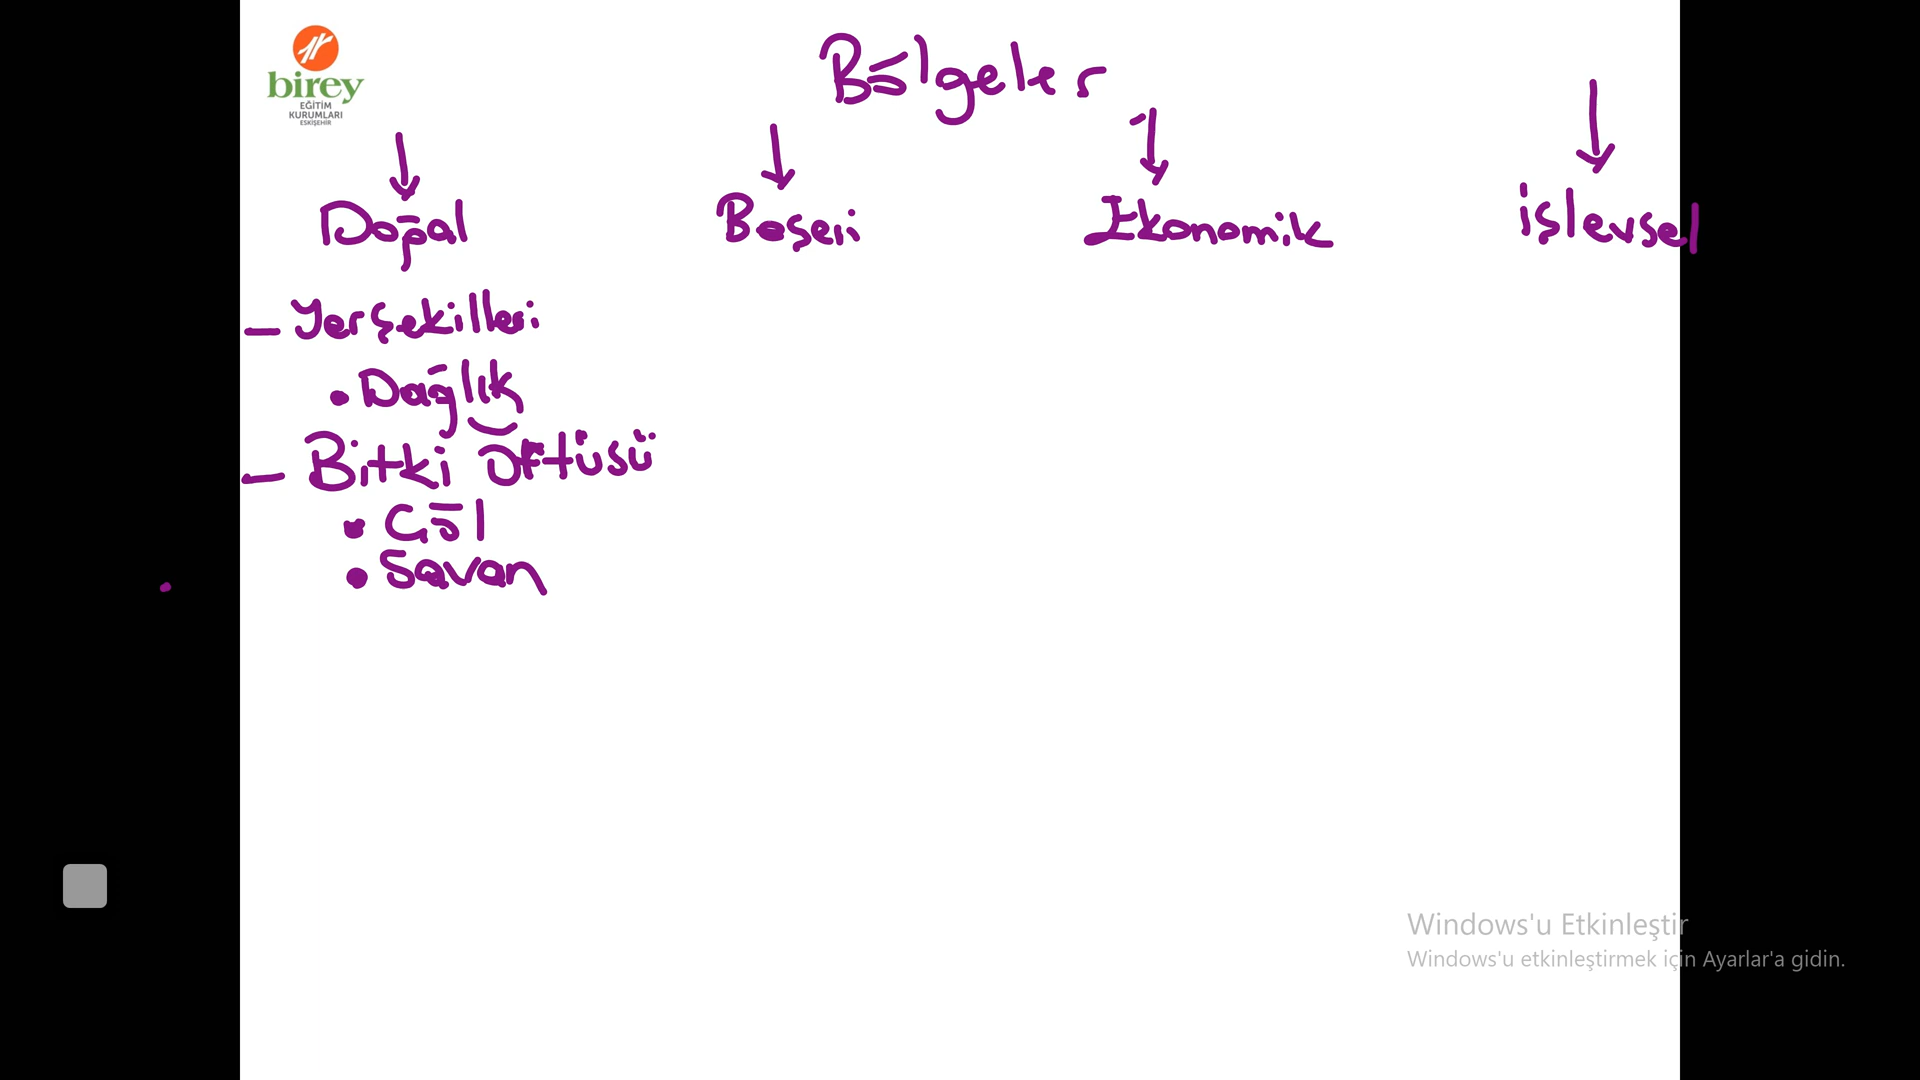 birey
EĞİTİM
KURUMLARI
ESKİŞEHİR
Bölgeler
Doğal
Beşeri
Ekonomik
İşlevsel
- Yerşekilleri
• Dağlık
- Bitki Örtüsü
• Çöl
• Savan
Windows'u Etkinleştir
Windows'u etkinleştirmek için Ayarlar'a gidin.